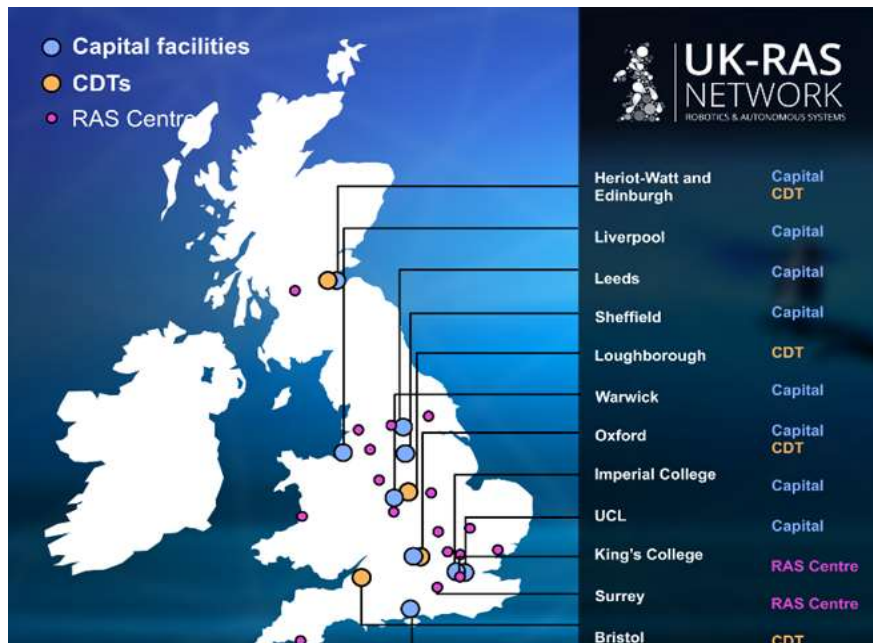 Capital facilities
CDTs
RAS Centre
UK-RAS
NETWORK
ROBOTICS & AUTONOMOUS SYSTEMS
Heriot-Watt and Capital
Edinburgh CDT
Liverpool Capital
Leeds Capital
Sheffield Capital
Loughborough CDT
Warwick Capital
Oxford Capital
CDT
Imperial College Capital
UCL Capital
King's College RAS Centre
Surrey RAS Centre
Bristol CDT